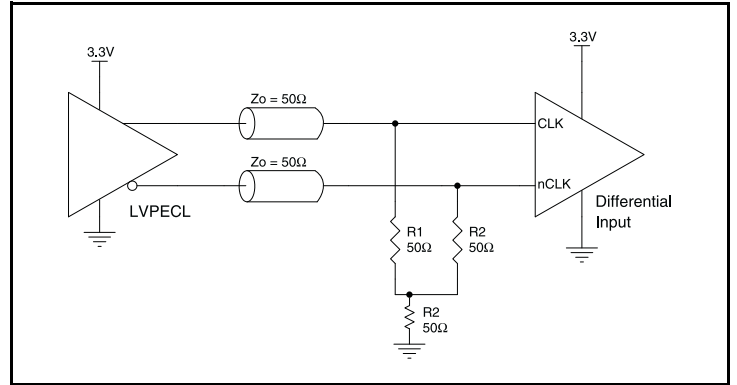 3.3V
3.3V
Zo = 50Ω
CLK
Zo = 50Ω
nCLK
LVPECL
Differential
Input
R1
50Ω
R2
50Ω
R2
50Ω